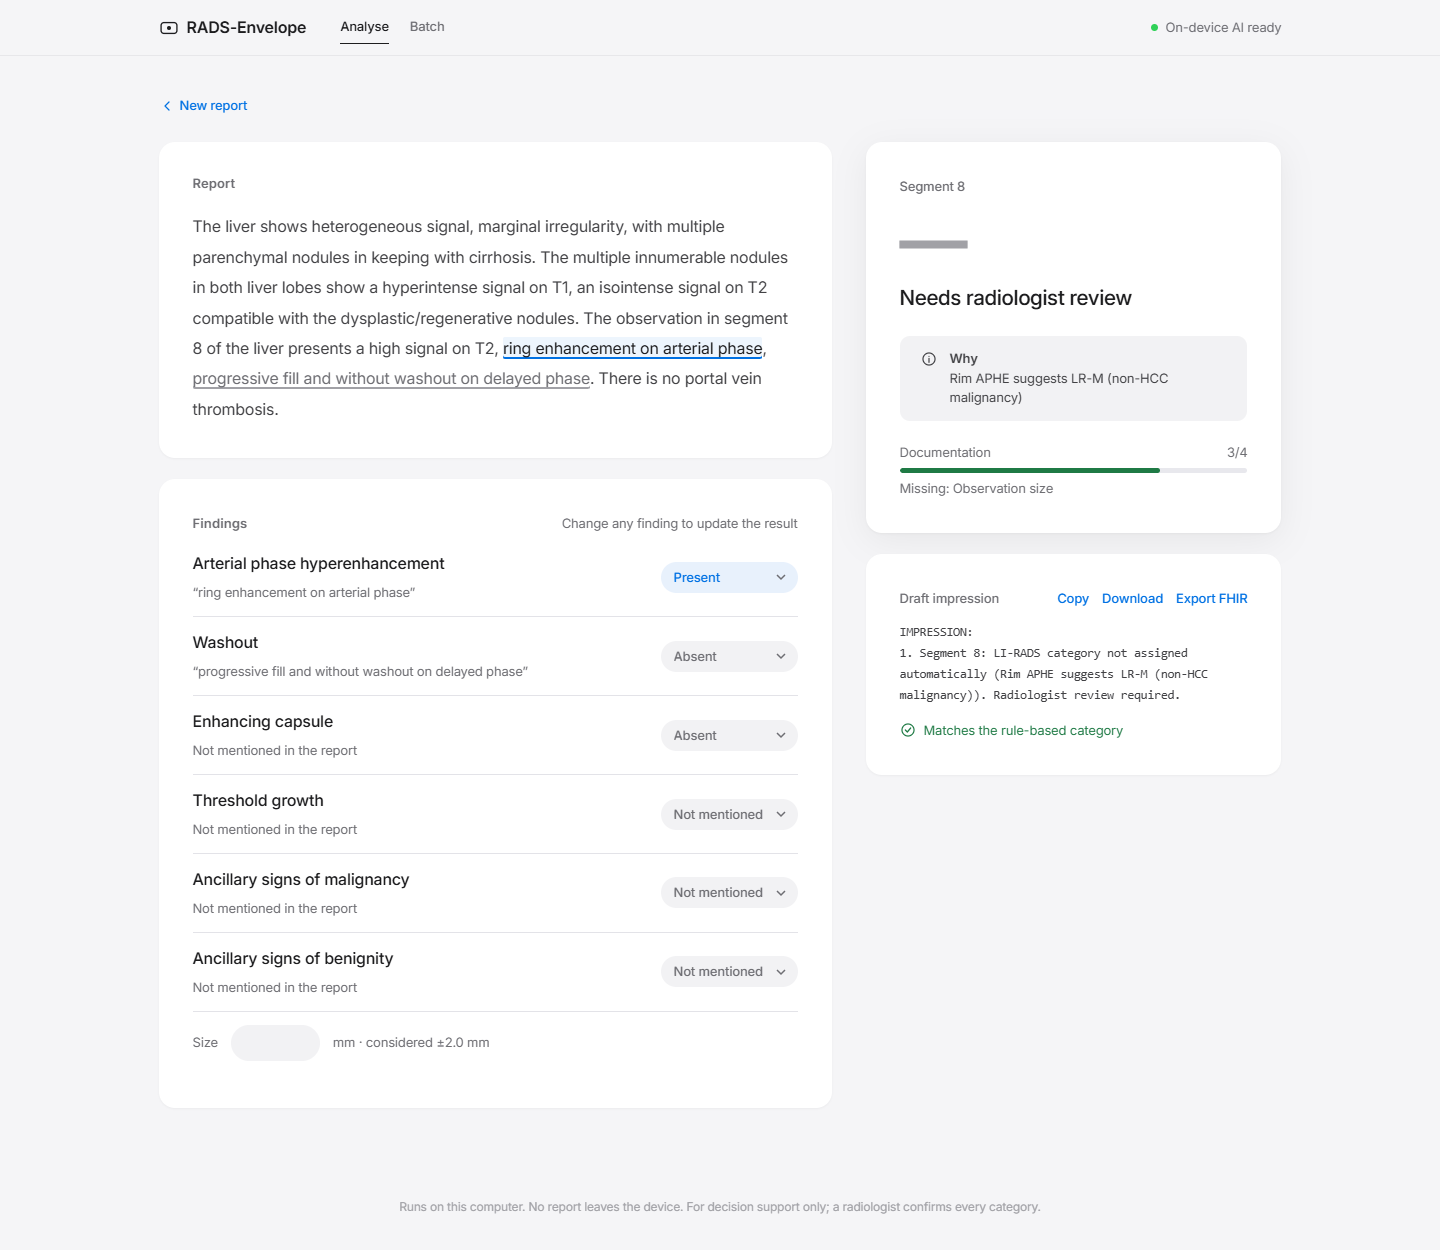 RADS-Envelope
Analyse
Batch
On-device AI ready
New report
Report
The liver shows heterogeneous signal, marginal irregularity, with multiple
parenchymal nodules in keeping with cirrhosis. The multiple innumerable nodules
in both liver lobes show a hyperintense signal on T1, an isointense signal on T2
compatible with the dysplastic/regenerative nodules. The observation in segment
8 of the liver presents a high signal on T2, ring enhancement on arterial phase,
progressive fill and without washout on delayed phase. There is no portal vein
thrombosis.
Findings
Change any finding to update the result
Arterial phase hyperenhancement
“ring enhancement on arterial phase”
Present
Washout
“progressive fill and without washout on delayed phase”
Absent
Enhancing capsule
Not mentioned in the report
Absent
Threshold growth
Not mentioned in the report
Not mentioned
Ancillary signs of malignancy
Not mentioned in the report
Not mentioned
Ancillary signs of benignity
Not mentioned in the report
Not mentioned
Size
mm · considered ±2.0 mm
Segment 8
Needs radiologist review
Why
Rim APHE suggests LR-M (non-HCC
malignancy)
Documentation
3/4
Missing: Observation size
Draft impression
Copy
Download
Export FHIR
IMPRESSION:
1. Segment 8: LI-RADS category not assigned
automatically (Rim APHE suggests LR-M (non-HCC
malignancy)). Radiologist review required.
Matches the rule-based category
Runs on this computer. No report leaves the device. For decision support only; a radiologist confirms every category.